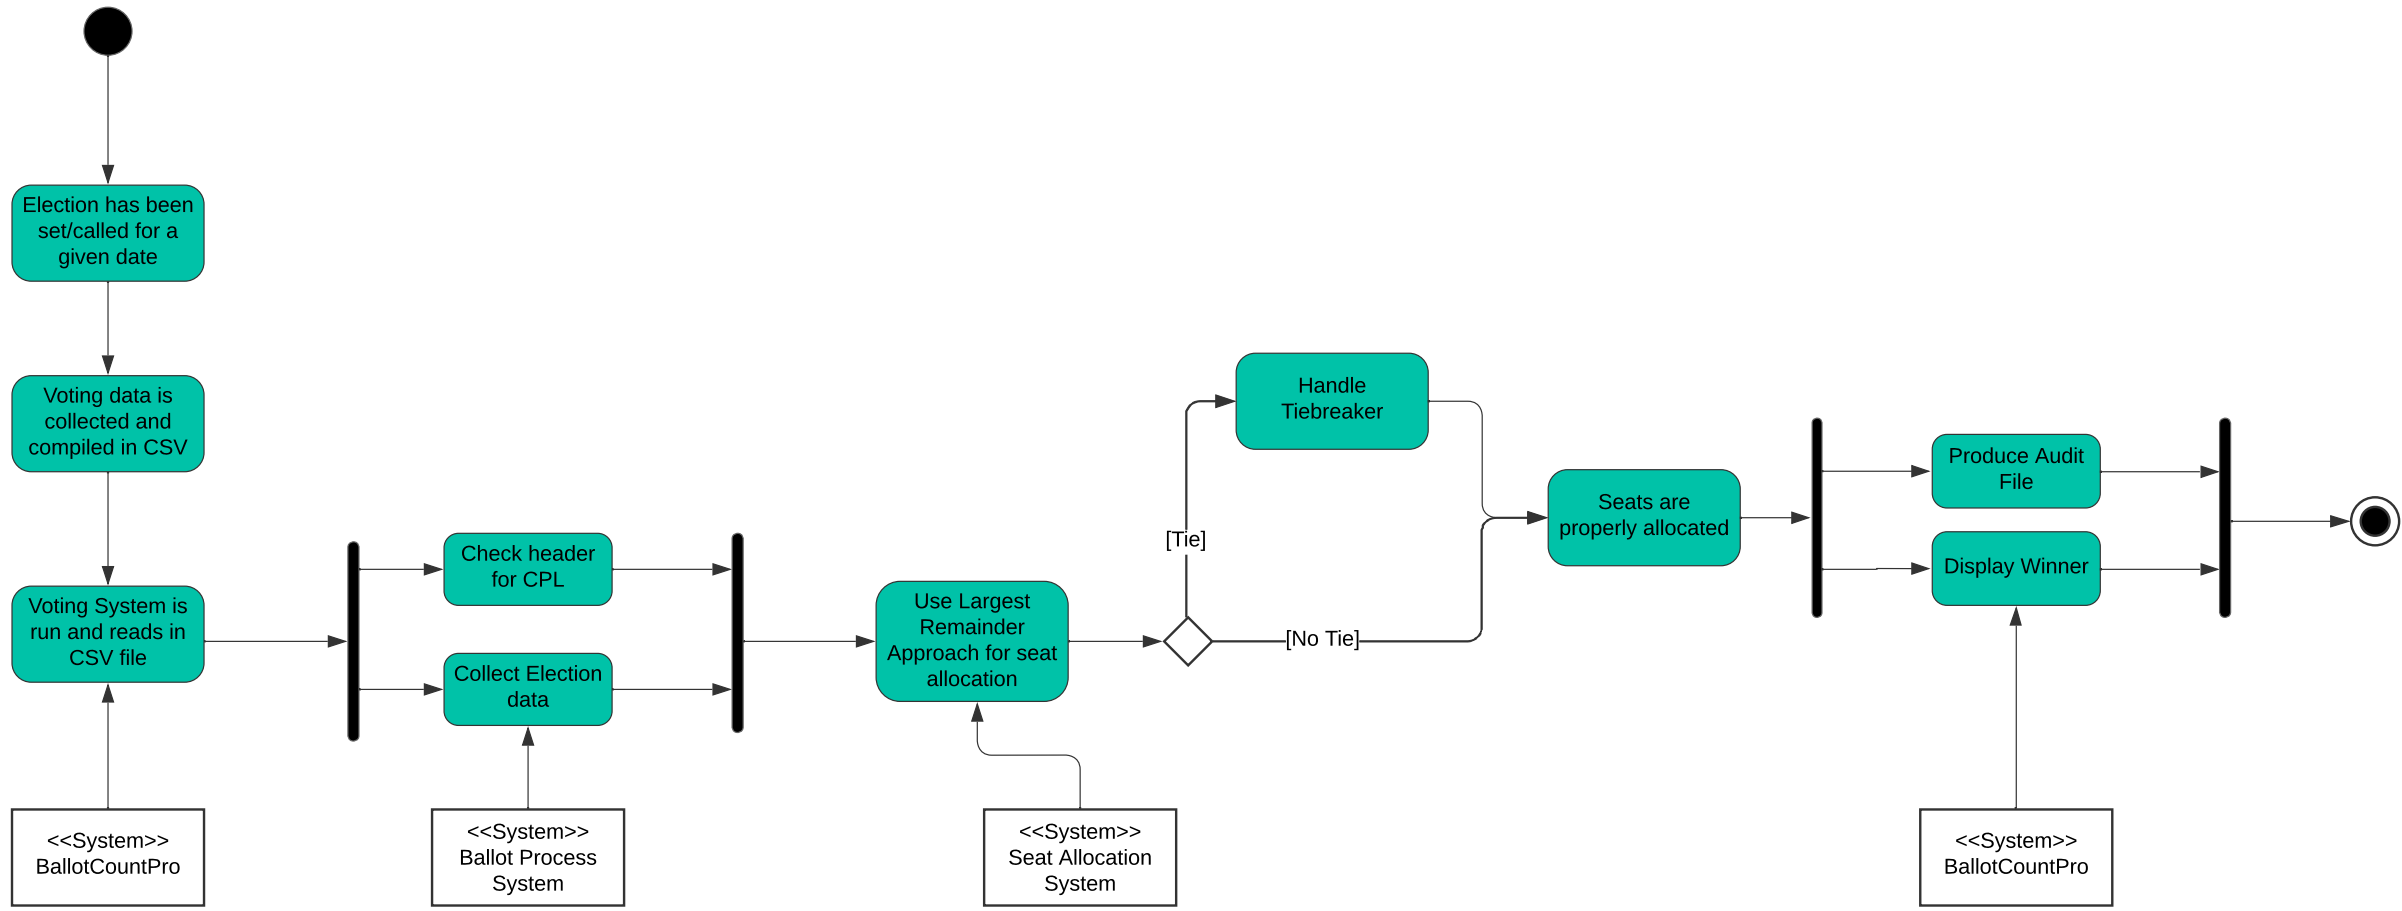 Election has been
set/called for a
given date
Voting data is
collected and
compiled in CSV
Voting System is
run and reads in
CSV file
<<System>>
BallotCountPro
Check header
for CPL
Collect Election
data
<<System>>
Ballot Process
System
Use Largest
Remainder
Approach for seat
allocation
<<System>>
Seat Allocation
System
[Tie]
[No Tie]
Handle
Tiebreaker
Seats are
properly allocated
Produce Audit
File
Display Winner
<<System>>
BallotCountPro